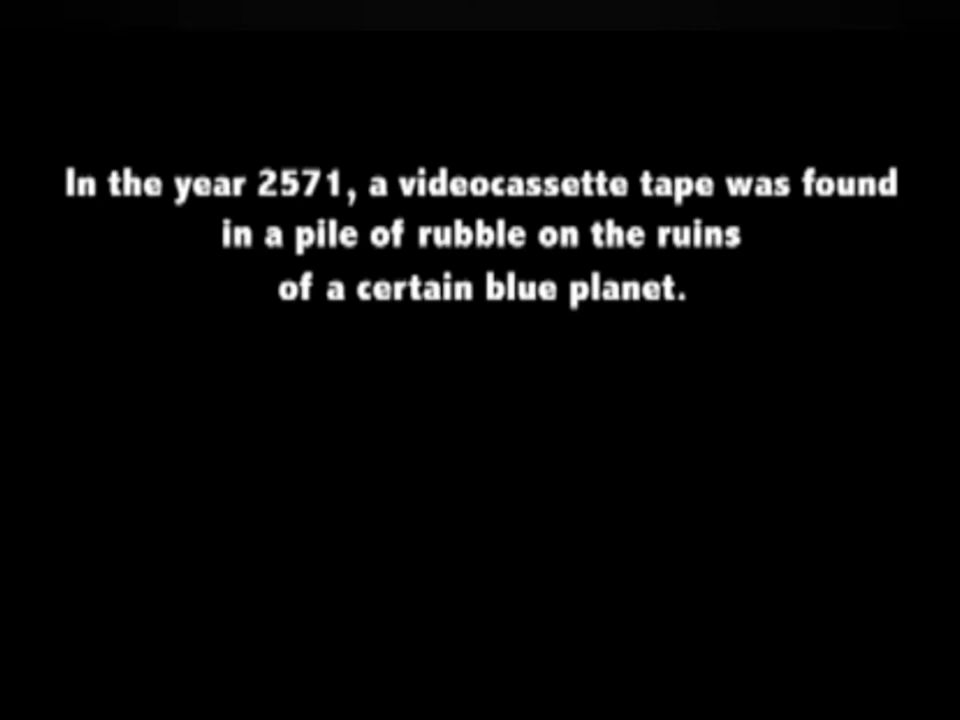 In the year 2571, a videocassette tape was found
in a pile of rubble on the ruins
of a certain blue planet.